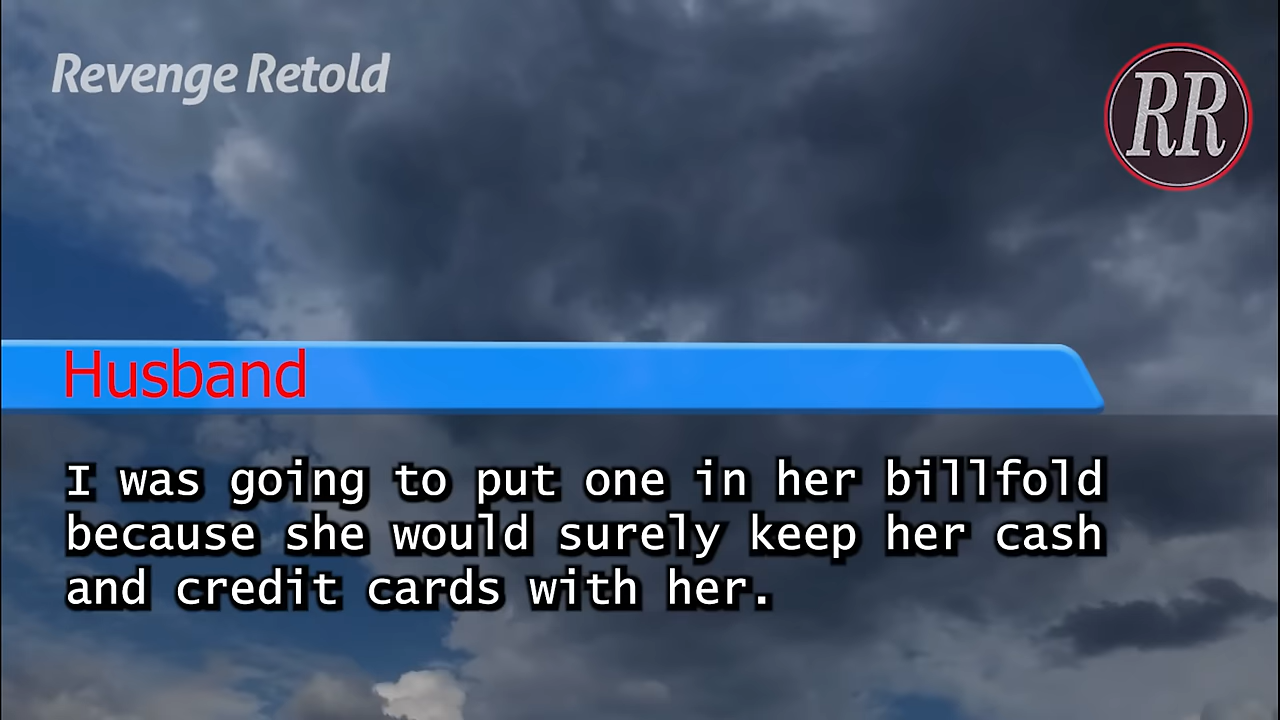 Revenge Retold
RR
Husband
I was going to put one in her billfold
because she would surely keep her cash
and credit cards with her.